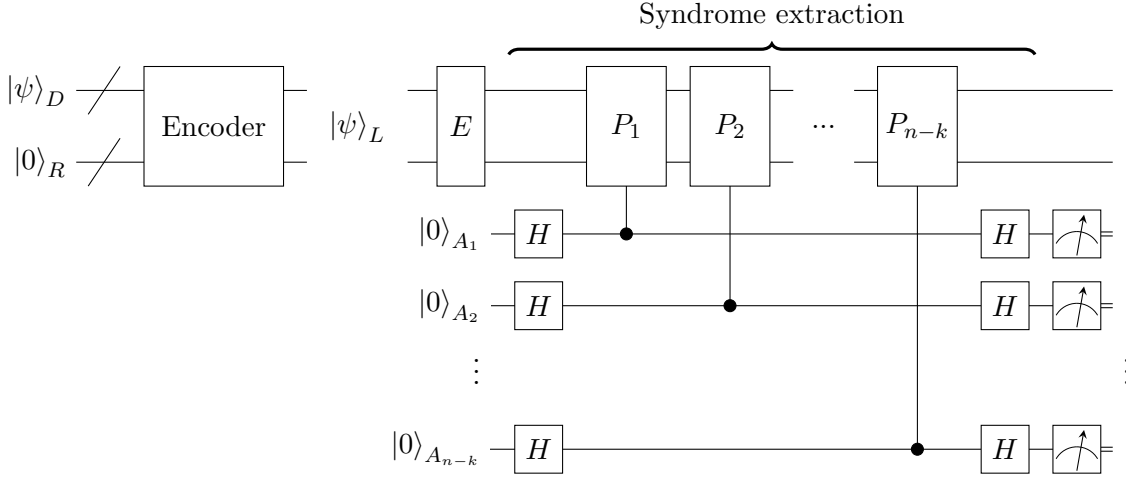 Syndrome extraction
|ψ⟩_D Encoder |ψ⟩_L E P_1 P_2 ... P_{n−k}
|0⟩_R
|0⟩_{A_1} H H
|0⟩_{A_2} H H
⋮ ⋮
|0⟩_{A_{n−k}} H H